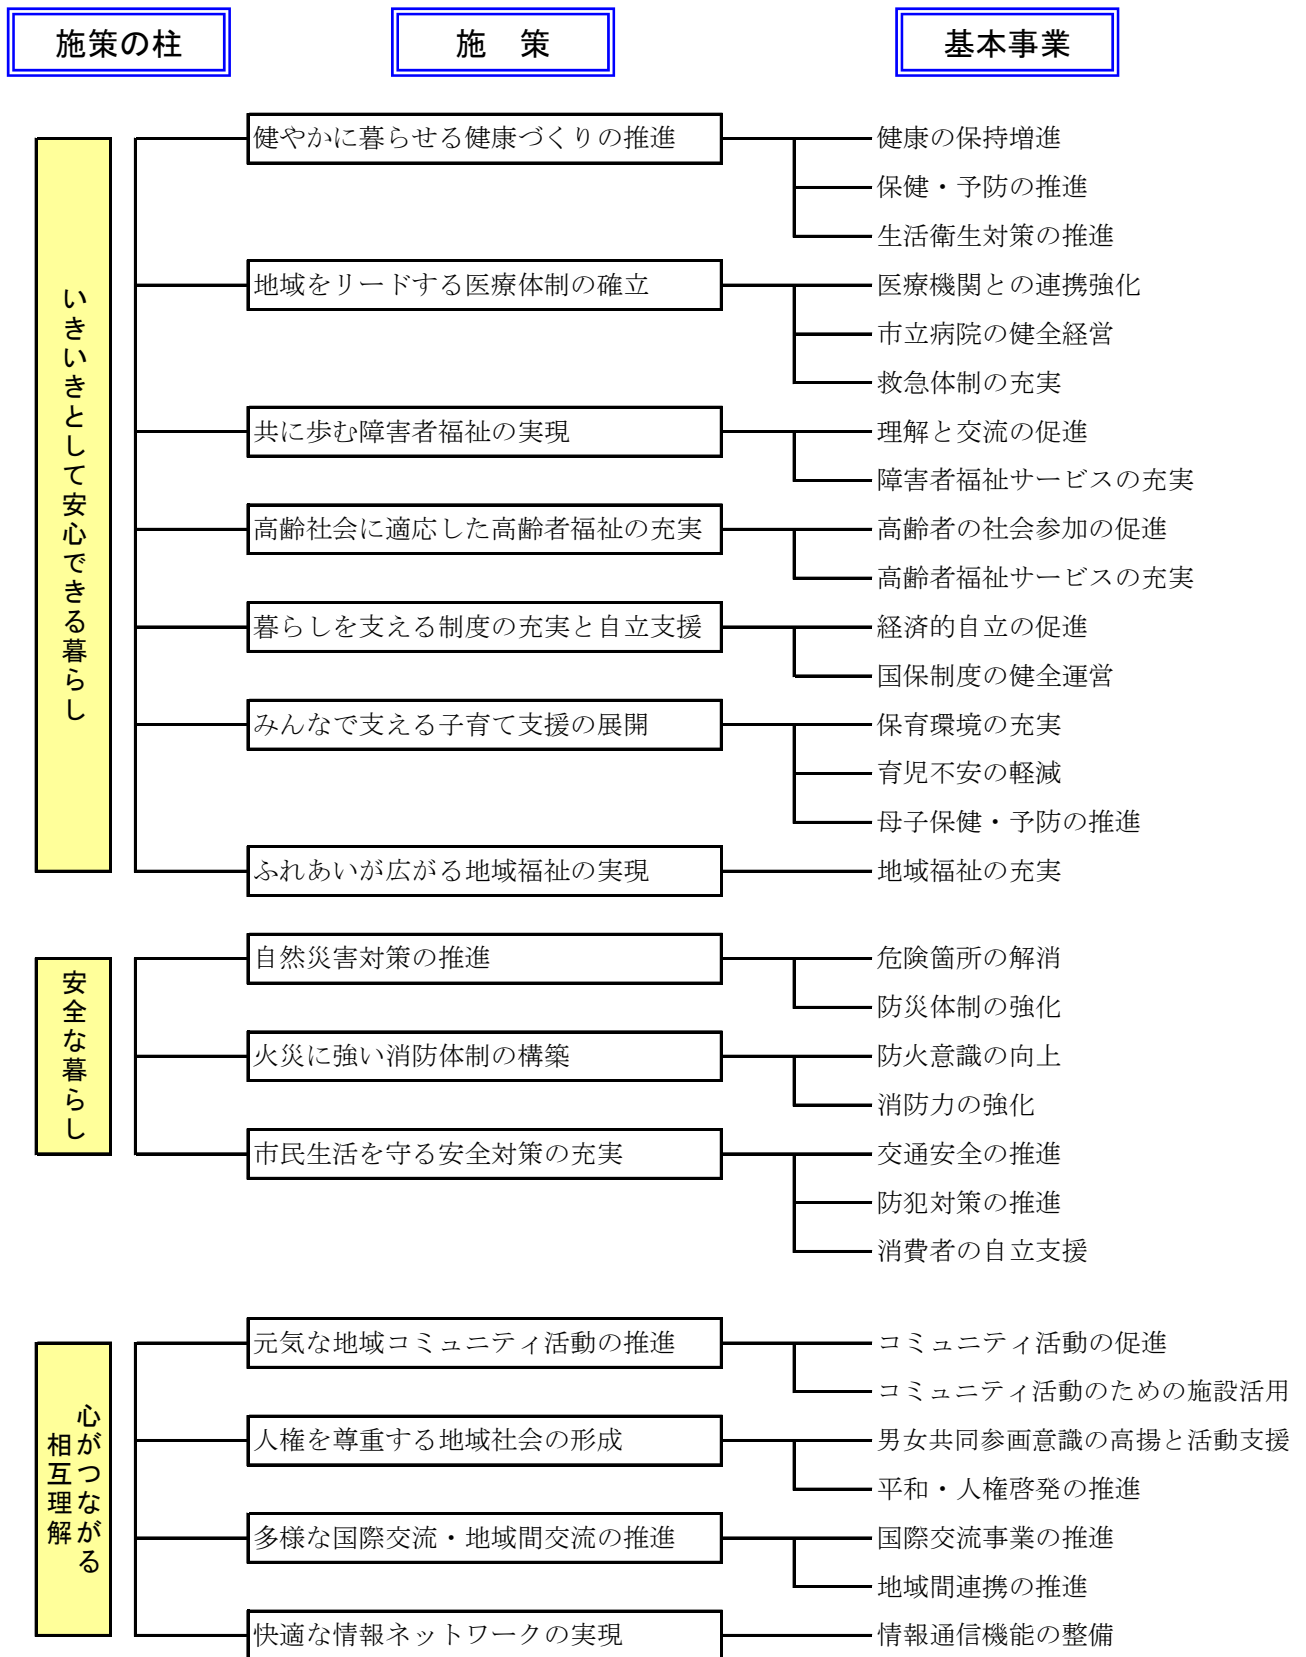 施策の柱
施　策
基本事業
いきいきとして安心できる暮らし
健やかに暮らせる健康づくりの推進
健康の保持増進
保健・予防の推進
生活衛生対策の推進
地域をリードする医療体制の確立
医療機関との連携強化
市立病院の健全経営
救急体制の充実
共に歩む障害者福祉の実現
理解と交流の促進
障害者福祉サービスの充実
高齢社会に適応した高齢者福祉の充実
高齢者の社会参加の促進
高齢者福祉サービスの充実
暮らしを支える制度の充実と自立支援
経済的自立の促進
国保制度の健全運営
みんなで支える子育て支援の展開
保育環境の充実
育児不安の軽減
母子保健・予防の推進
ふれあいが広がる地域福祉の実現
地域福祉の充実
安全な暮らし
自然災害対策の推進
危険箇所の解消
防災体制の強化
火災に強い消防体制の構築
防火意識の向上
消防力の強化
市民生活を守る安全対策の充実
交通安全の推進
防犯対策の推進
消費者の自立支援
心がつながる
相互理解
元気な地域コミュニティ活動の推進
コミュニティ活動の促進
コミュニティ活動のための施設活用
人権を尊重する地域社会の形成
男女共同参画意識の高揚と活動支援
平和・人権啓発の推進
多様な国際交流・地域間交流の推進
国際交流事業の推進
地域間連携の推進
快適な情報ネットワークの実現
情報通信機能の整備